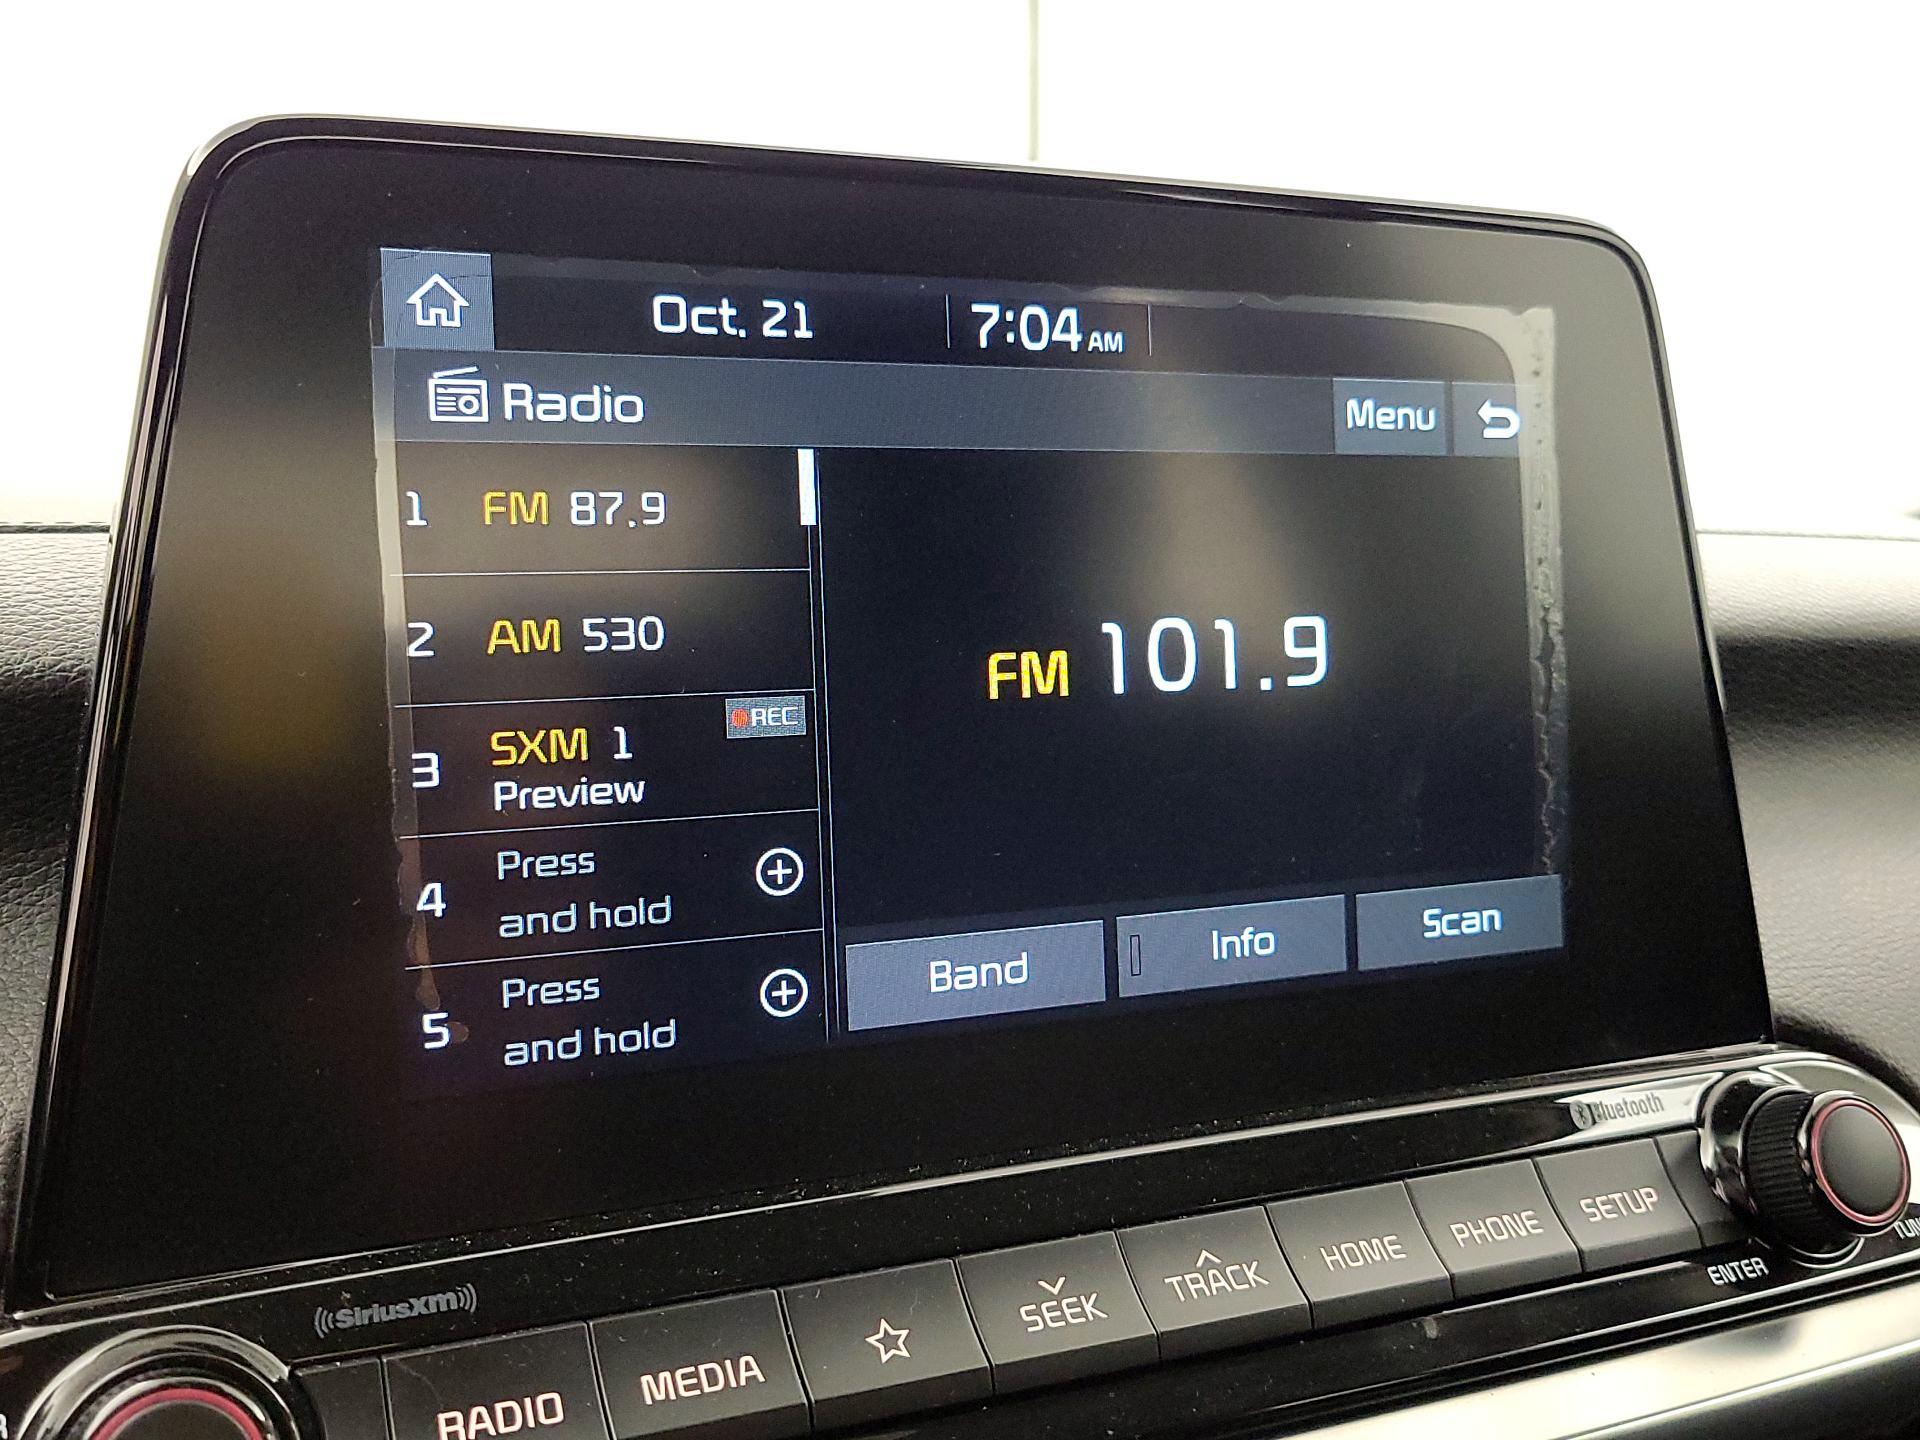 Oct. 21
7:04 AM
Radio
Menu
1 FM 87.9
2 AM 530
REC
3 SXM 1
Preview
4 Press
and hold
5 Press
and hold
FM 101.9
Band
Info
Scan
Bluetooth
((SiriusXM))
RADIO
MEDIA
SEEK
TRACK
HOME
PHONE
SETUP
ENTER